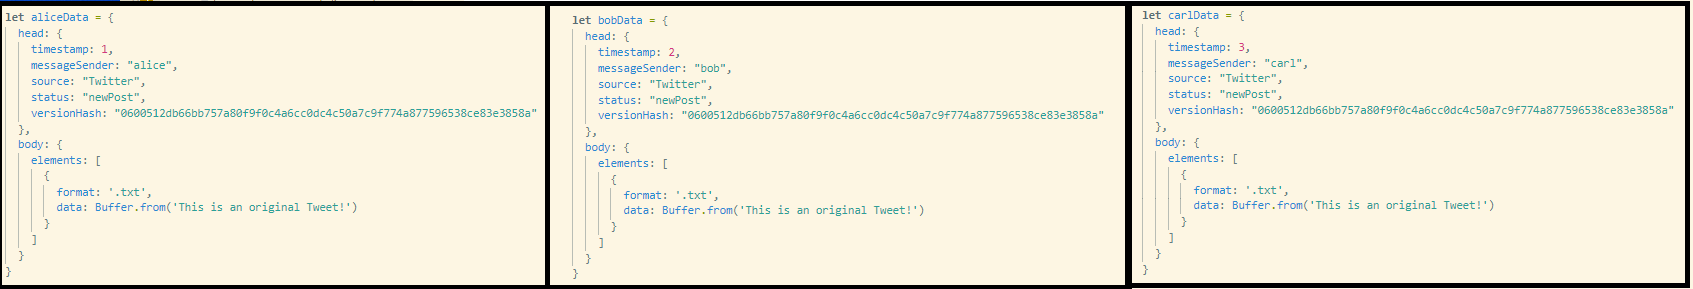 let aliceData = {
head: {
timestamp: 1,
messageSender: "alice",
source: "Twitter",
status: "newPost",
versionHash: "0600512db66bb757a80f9f0c4a6cc0dc4c50a7c9f774a877596538ce83e3858a"
},
body: {
elements: [
{
format: '.txt',
data: Buffer.from('This is an original Tweet!')
}
]
}
}
let bobData = {
head: {
timestamp: 2,
messageSender: "bob",
source: "Twitter",
status: "newPost",
versionHash: "0600512db66bb757a80f9f0c4a6cc0dc4c50a7c9f774a877596538ce83e3858a"
},
body: {
elements: [
{
format: '.txt',
data: Buffer.from('This is an original Tweet!')
}
]
}
}
let carlData = {
head: {
timestamp: 3,
messageSender: "carl",
source: "Twitter",
status: "newPost",
versionHash: "0600512db66bb757a80f9f0c4a6cc0dc4c50a7c9f774a877596538ce83e3858a"
},
body: {
elements: [
{
format: '.txt',
data: Buffer.from('This is an original Tweet!')
}
]
}
}